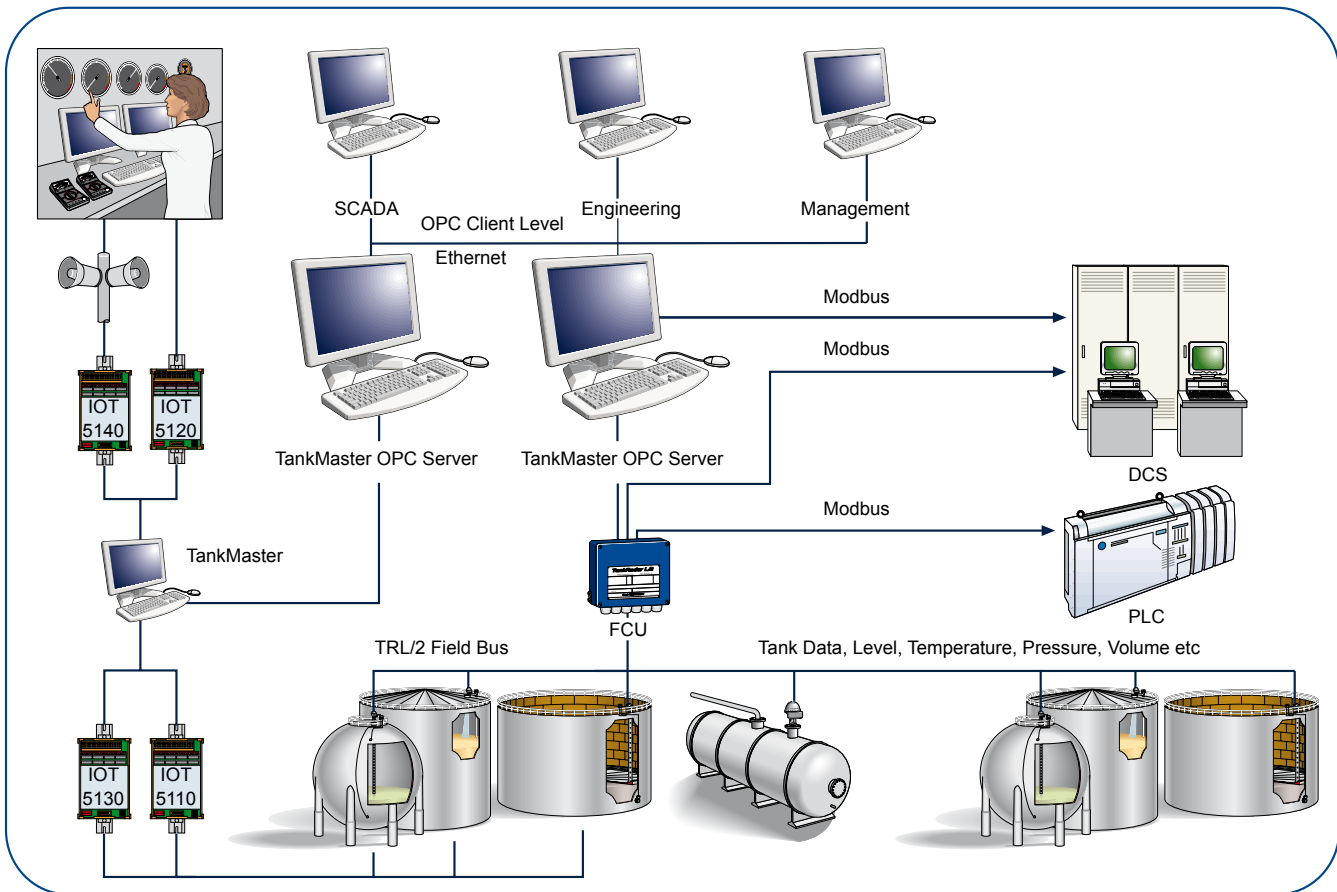 SCADA
Engineering
Management
OPC Client Level
Ethernet
Modbus
Modbus
IOT
5140
IOT
5120
TankMaster OPC Server
TankMaster OPC Server
DCS
Modbus
TankMaster
TankRadar L/2
FCU
PLC
TRL/2 Field Bus
Tank Data, Level, Temperature, Pressure, Volume etc
IOT
5130
IOT
5110